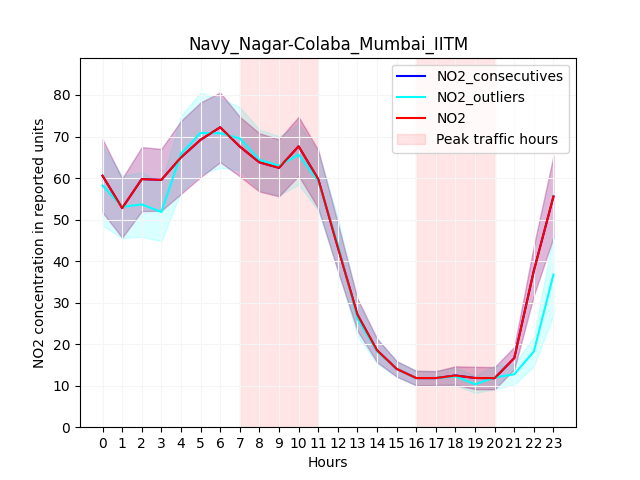 Navy_Nagar-Colaba_Mumbai_IITM
NO2_consecutives
NO2_outliers
NO2
Peak traffic hours
NO2 concentration in reported units
80
70
60
50
40
30
20
10
0
0 1 2 3 4 5 6 7 8 9 10 11 12 13 14 15 16 17 18 19 20 21 22 23
Hours